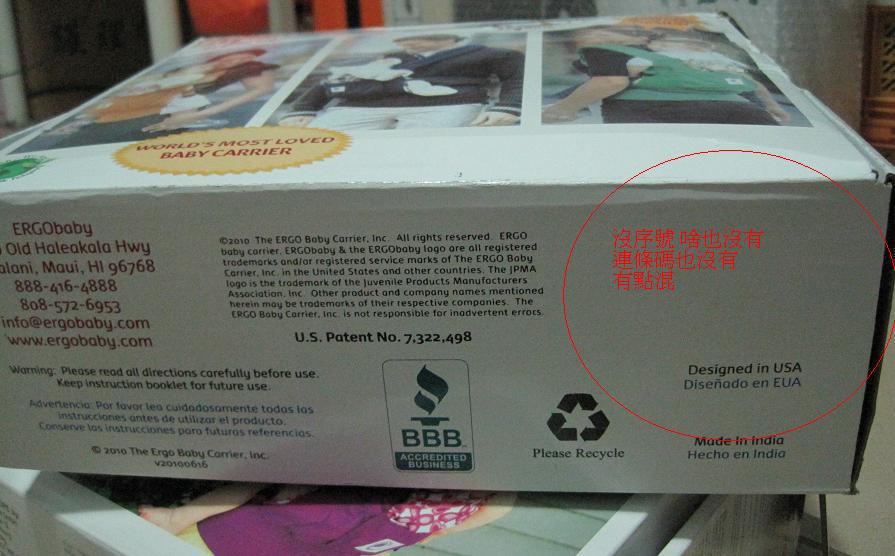 WORLD'S MOST LOVED
BABY CARRIER
ERGObaby
Old Haleakala Hwy
alani, Maui, HI 96768
888-416-4888
808-572-6953
info@ergobaby.com
www.ergobaby.com
©2010 The ERGO Baby Carrier, Inc. All rights reserved. ERGO
baby carrier, ERGObaby & the ERGObaby logo are all registered
trademarks and/or registered service marks of The ERGO Baby
Carrier, Inc. in the United States and other countries. The JPMA
logo is the trademark of the Juvenile Products Manufacturers
Association, Inc. Other product and company names mentioned
herein may be trademarks of their respective companies. The
ERGO Baby Carrier, Inc. is not responsible for inadvertent errors.
U.S. Patent No. 7,322,498
沒序號 啥也沒有
連條碼也沒有
有點混
Warning: Please read all directions carefully before use.
Keep instruction booklet for future use.
Advertencia: Por favor lea cuidadosamente todas las
instrucciones antes de utilizar el producto.
Conserve las instrucciones para futuras referencias.
© 2010 The Ergo Baby Carrier, Inc.
v20100616
BBB
ACCREDITED
BUSINESS
Please Recycle
Designed in USA
Diseñado en EUA
Made in India
Hecho en India